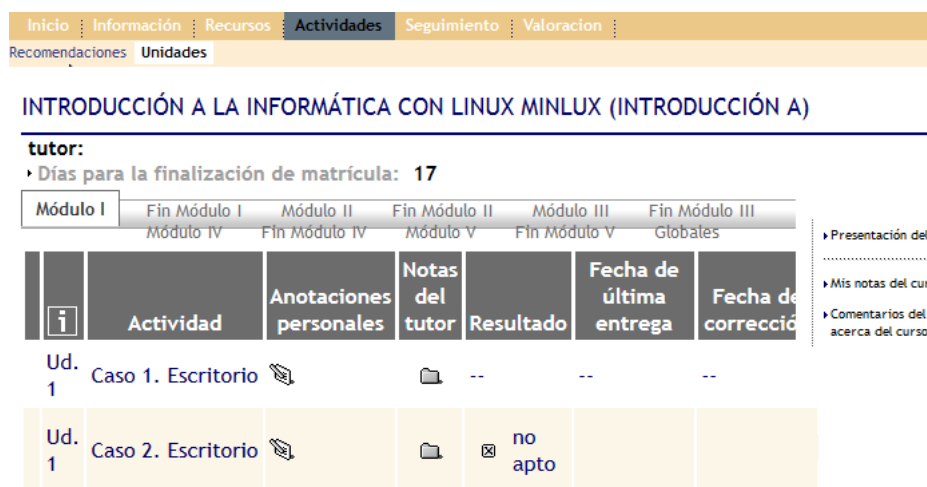 Inicio Información Recursos Actividades Seguimiento Valoracion
Recomendaciones Unidades
INTRODUCCIÓN A LA INFORMÁTICA CON LINUX MINLUX (INTRODUCCIÓN A)
tutor:
Días para la finalización de matrícula: 17
Módulo I Fin Módulo I Módulo II Fin Módulo II Módulo III Fin Módulo III
Módulo IV Fin Módulo IV Módulo V Fin Módulo V Globales
Presentación del
Mis notas del cur
Comentarios del
acerca del curso
i Actividad Anotaciones personales Notas del tutor Resultado Fecha de última entrega Fecha de correcció
Ud. 1 Caso 1. Escritorio -- -- --
Ud. 1 Caso 2. Escritorio no apto